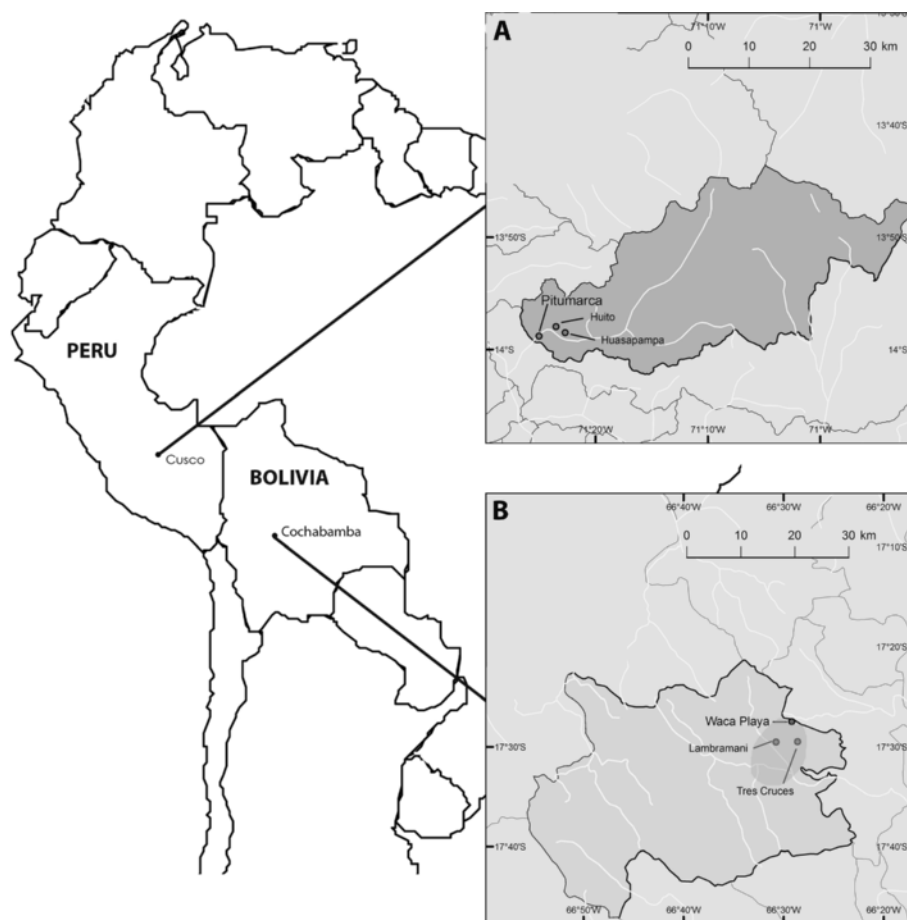 PERU
Cusco
BOLIVIA
Cochabamba
A
71°10'W
71°W
0 10 20 30 km
13°40'S
13°50'S
13°50'S
Pitumarca
Huito
Huasapampa
14°S
14°S
71°20'W
71°10'W
71°W
B
66°40'W
66°30'W
66°20'W
0 10 20 30 km
17°10'S
17°20'S
Waca Playa
Lambramani
17°30'S
17°30'S
Tres Cruces
17°40'S
17°40'S
66°50'W
66°40'W
66°30'W
66°20'W